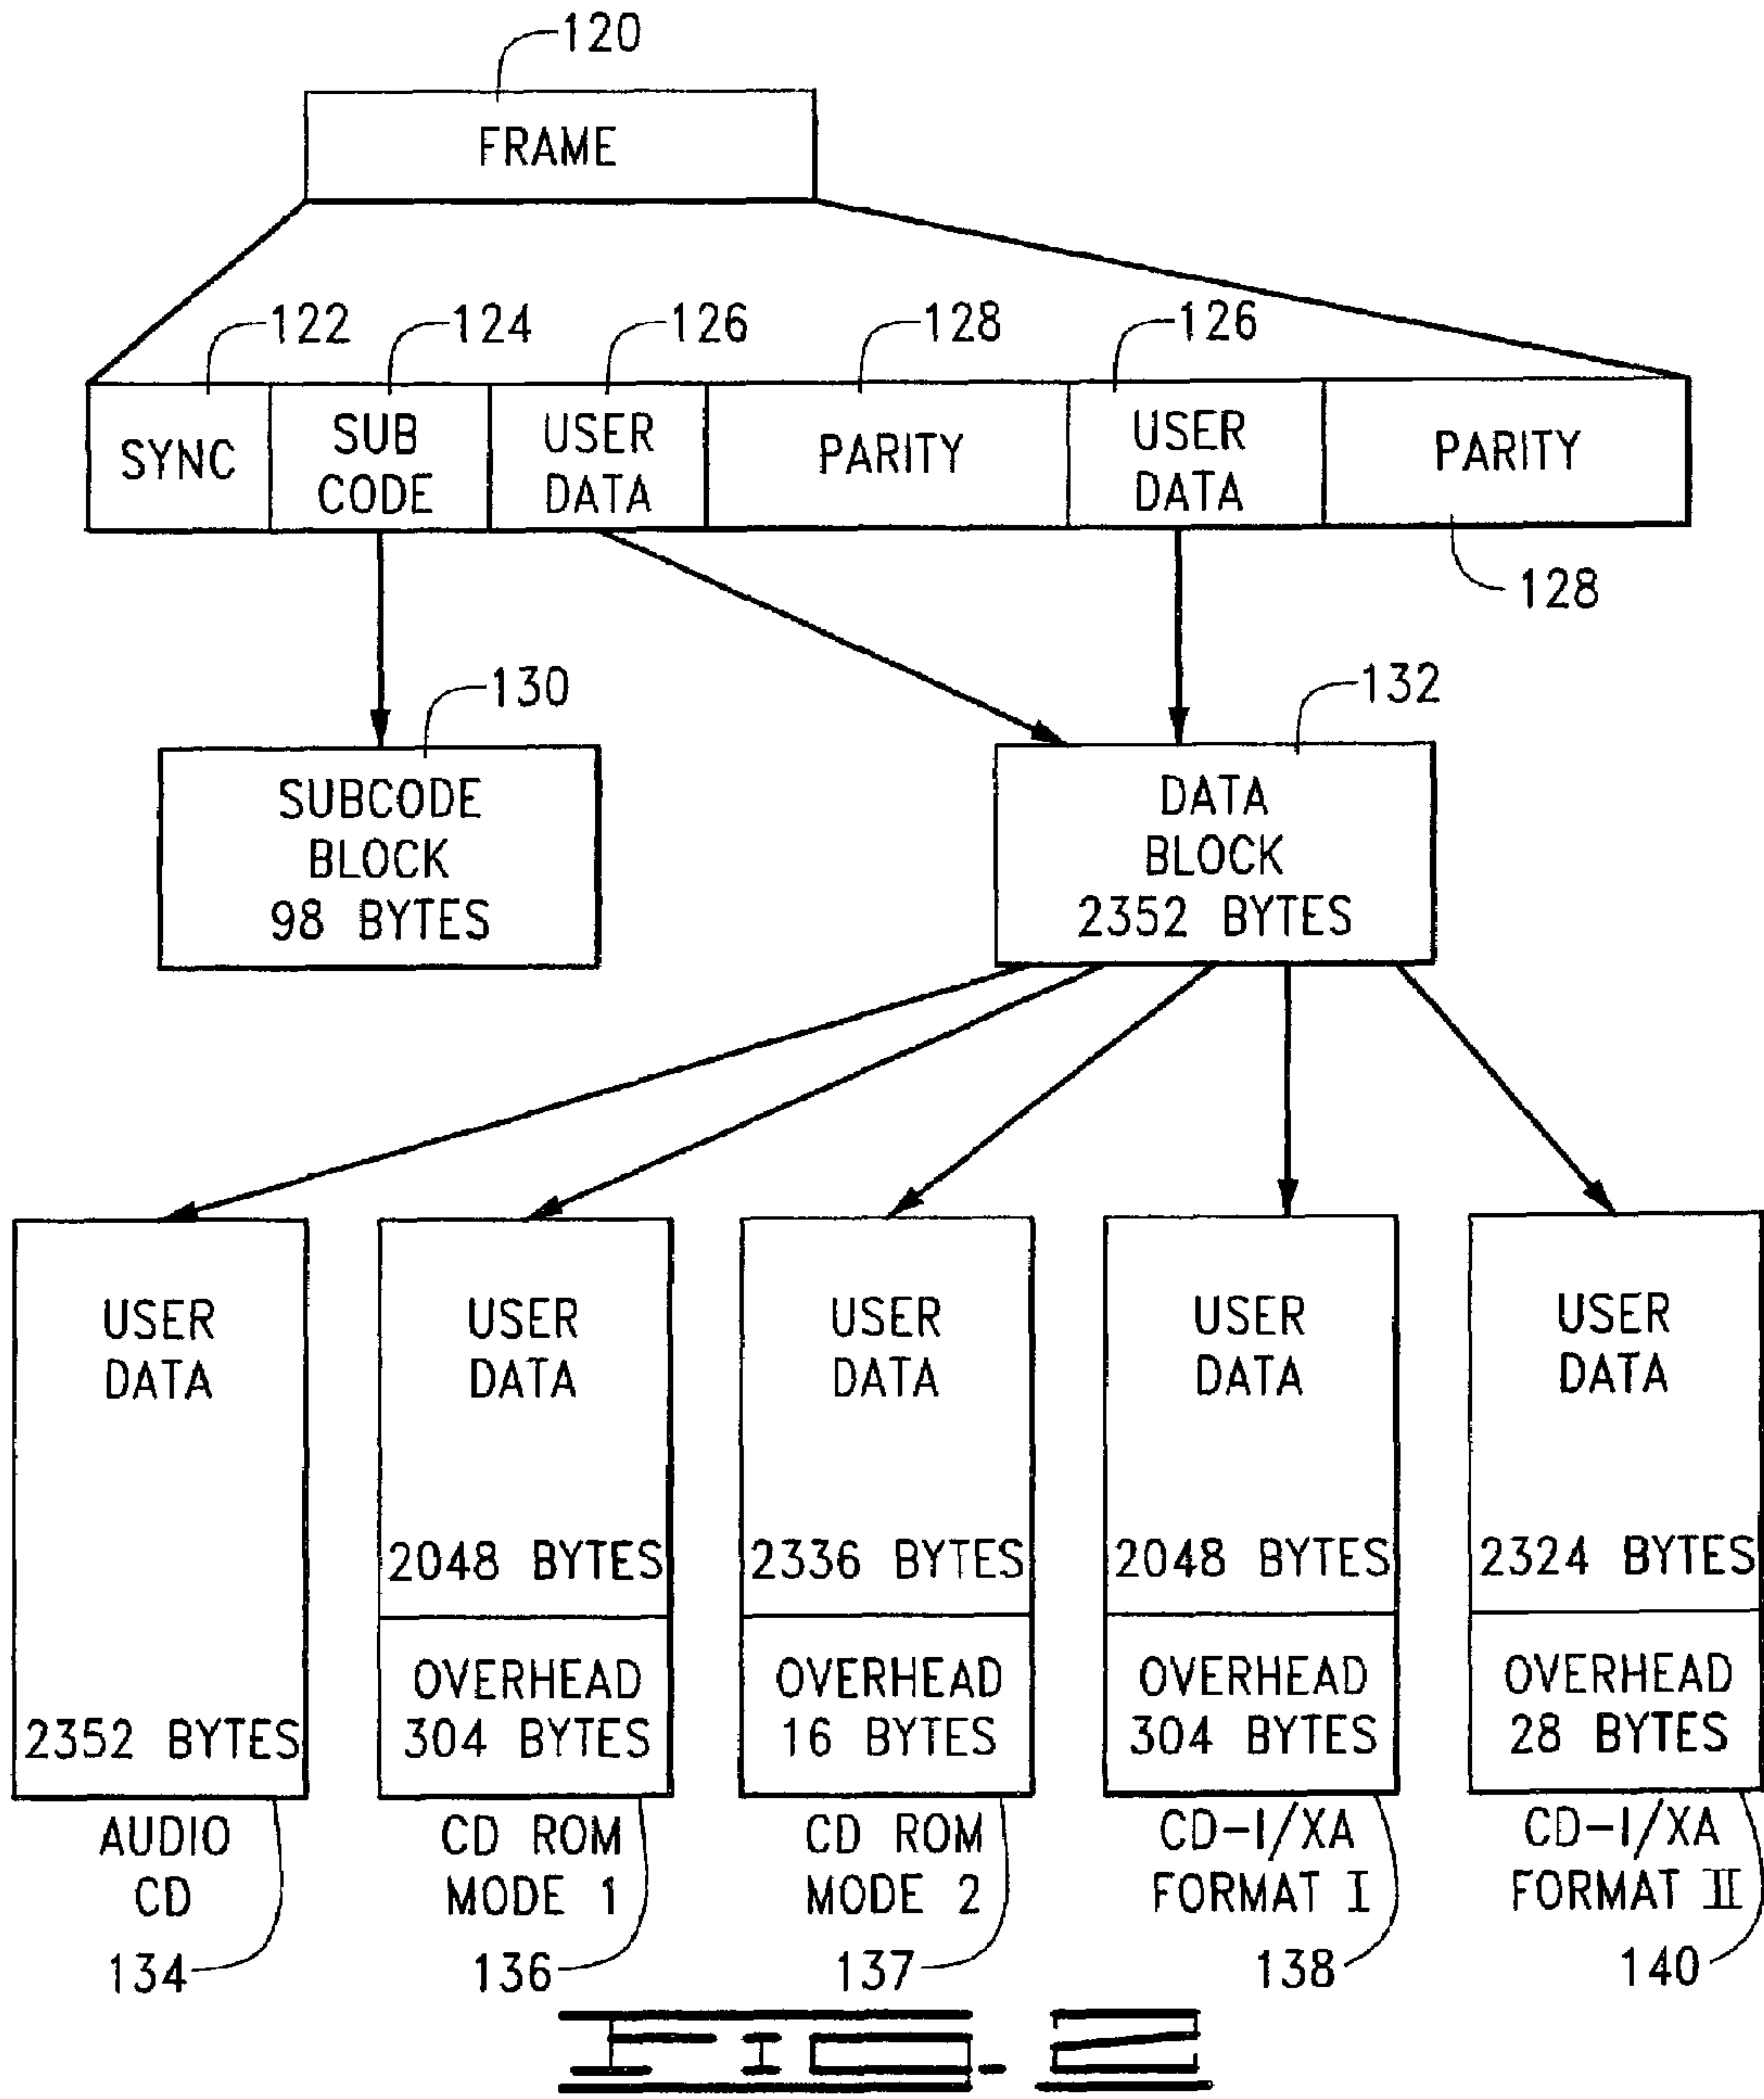 120
FRAME
122 124 126 128 126
SYNC
SUB
CODE
USER
DATA
PARITY
USER
DATA
PARITY
128
130
SUBCODE
BLOCK
98 BYTES
132
DATA
BLOCK
2352 BYTES
USER
DATA
2352 BYTES
AUDIO
CD
134
USER
DATA
2048 BYTES
OVERHEAD
304 BYTES
CD ROM
MODE 1
136
USER
DATA
2336 BYTES
OVERHEAD
16 BYTES
CD ROM
MODE 2
137
USER
DATA
2048 BYTES
OVERHEAD
304 BYTES
CD-I/XA
FORMAT I
138
USER
DATA
2324 BYTES
OVERHEAD
28 BYTES
CD-I/XA
FORMAT II
140
FIG. 2